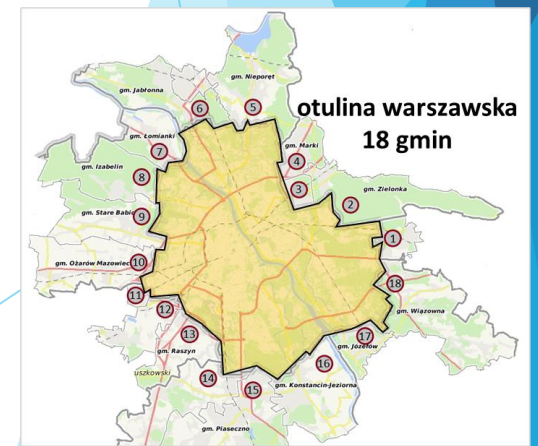 otulina warszawska
18 gmin
gm. Nieporęt
gm. Jabłonna
6
5
gm. Łomianki
7
gm. Marki
4
gm. Izabelin
8
3
gm. Zielonka
2
gm. Stare Babic
9
1
gm. Ożarów Mazowiec
10
18
11
12
gm. Wiązowna
13
17
gm. Józefów
gm. Raszyn
16
uszkowski
14
15
gm. Konstancin-Jeziorna
gm. Piaseczno